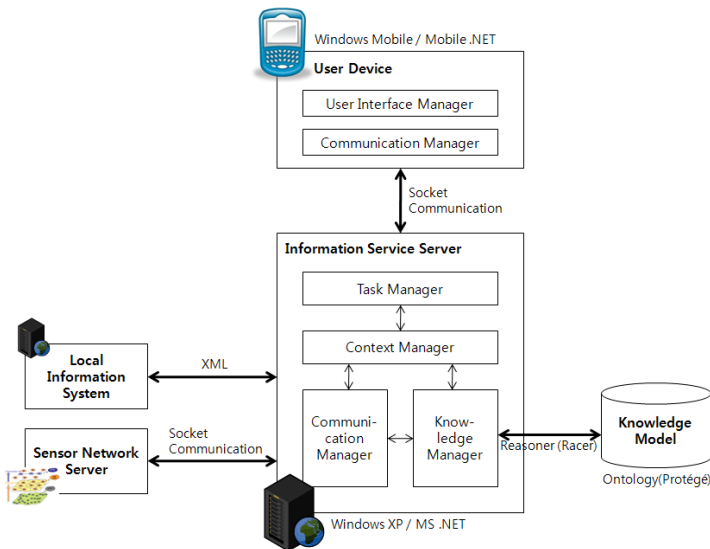 Windows Mobile / Mobile .NET
User Device
User Interface Manager
Communication Manager
Socket
Communication
Information Service Server
Task Manager
Context Manager
Communi-
cation
Manager
Know-
ledge
Manager
Local
Information
System
XML
Sensor Network
Server
Socket
Communication
Reasoner (Racer)
Knowledge
Model
Ontology(Protégé)
Windows XP / MS .NET